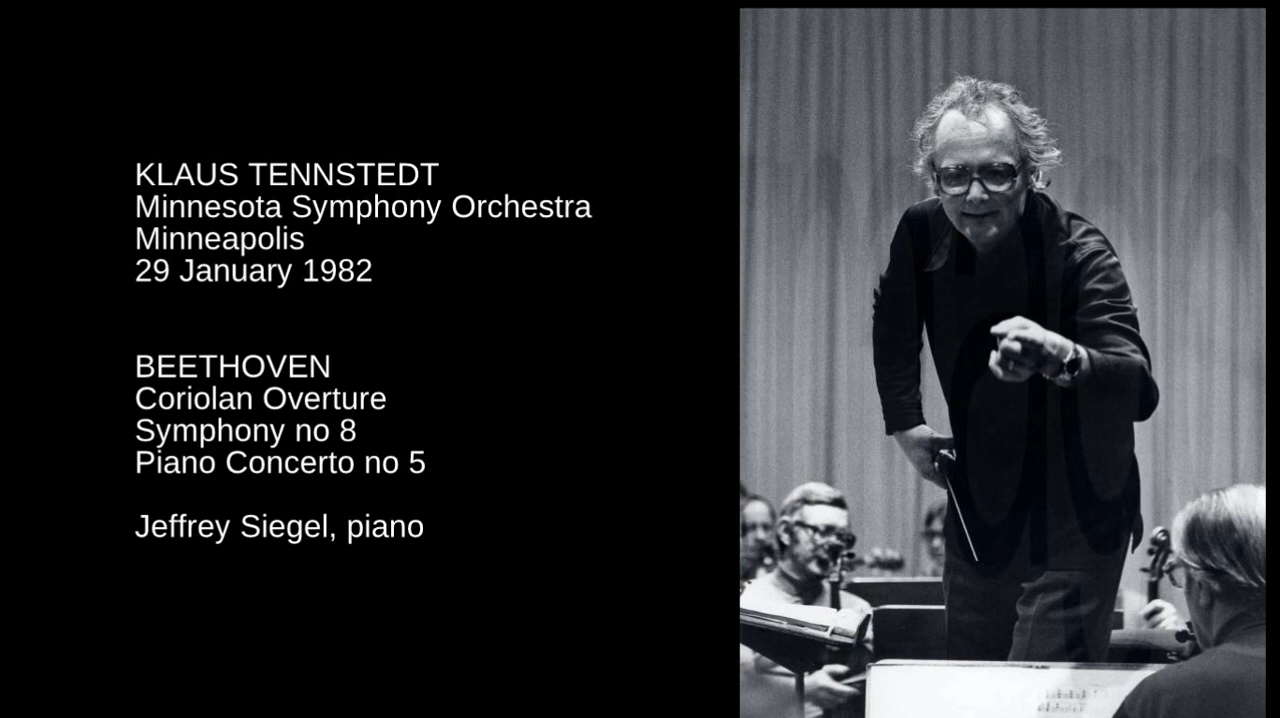 KLAUS TENNSTEDT
Minnesota Symphony Orchestra
Minneapolis
29 January 1982
BEETHOVEN
Coriolan Overture
Symphony no 8
Piano Concerto no 5
Jeffrey Siegel, piano